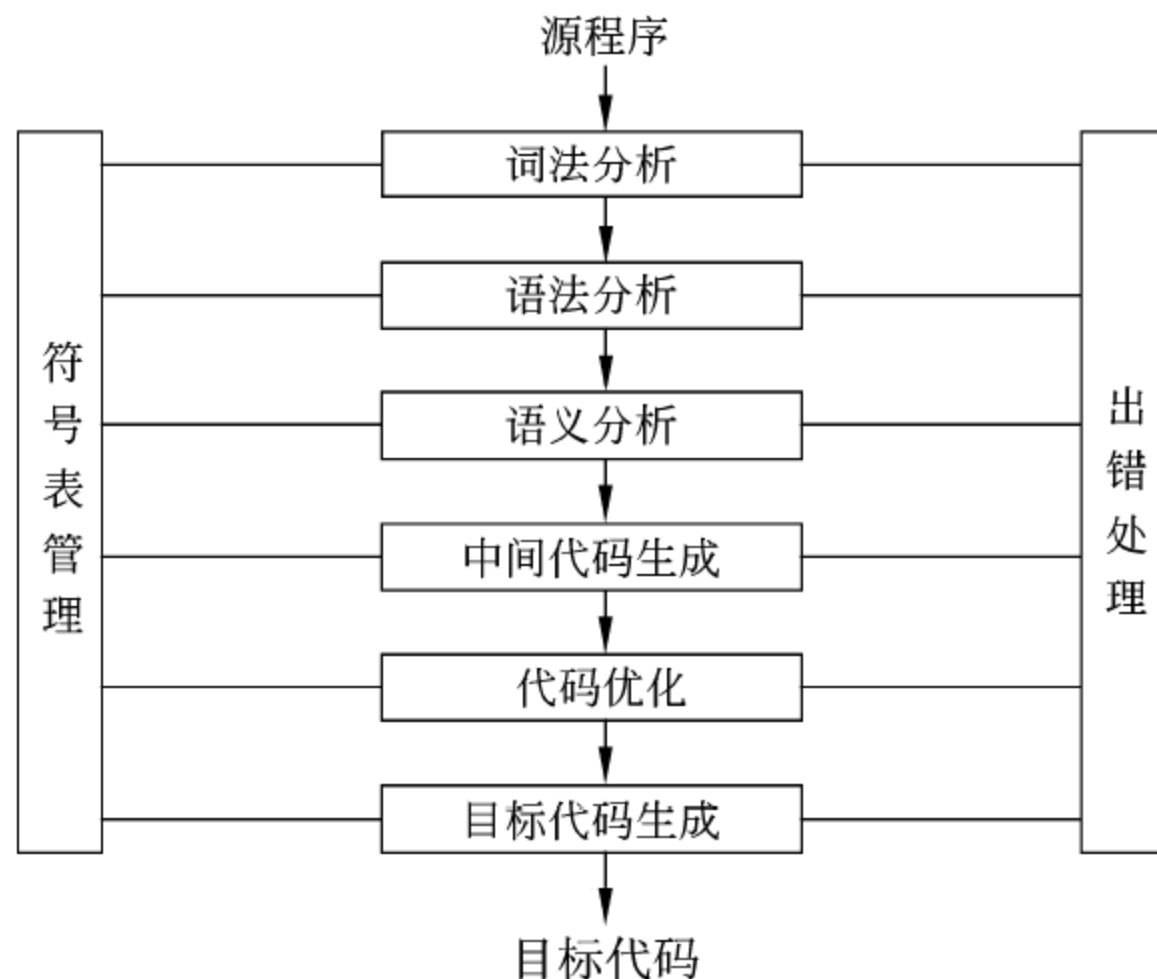 源程序
词法分析
语法分析
语义分析
中间代码生成
代码优化
目标代码生成
目标代码
符号表管理
出错处理